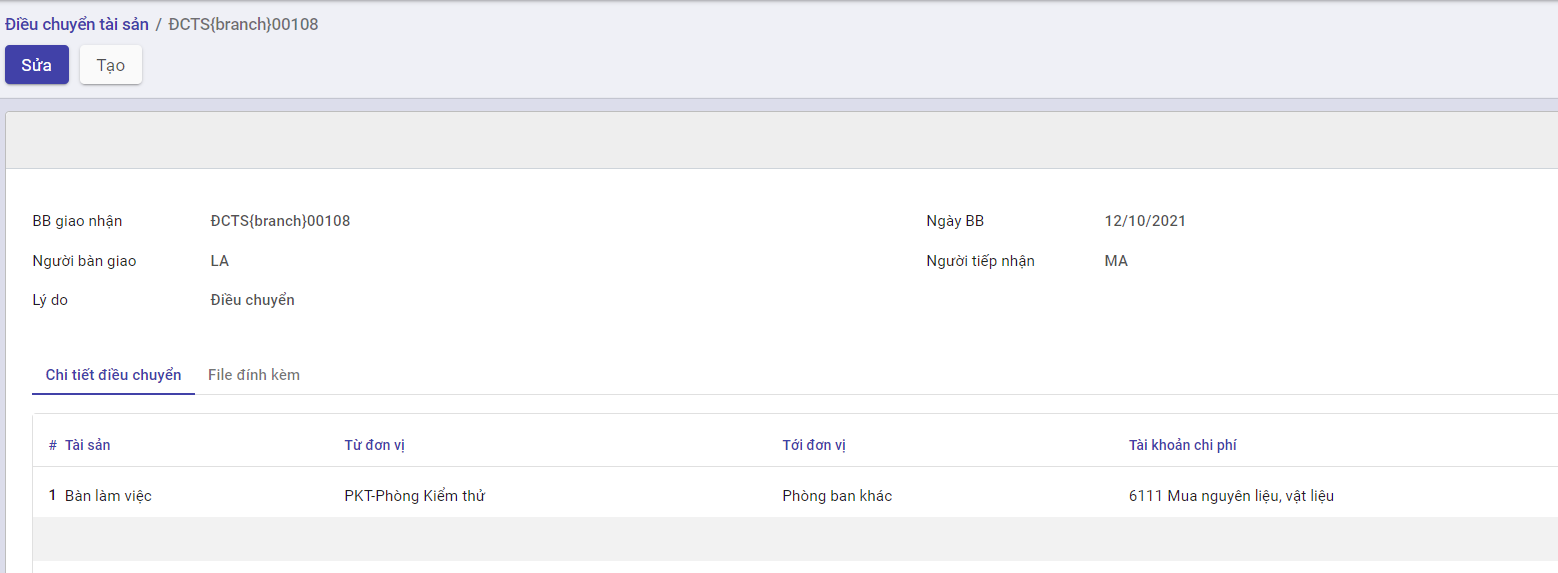 Điều chuyển tài sản / ĐCTS{branch}00108
Sửa Tạo
BB giao nhận ĐCTS{branch}00108 Ngày BB 12/10/2021
Người bàn giao LA Người tiếp nhận MA
Lý do Điều chuyển
Chi tiết điều chuyển File đính kèm
# Tài sản Từ đơn vị Tới đơn vị Tài khoản chi phí
1 Bàn làm việc PKT-Phòng Kiểm thử Phòng ban khác 6111 Mua nguyên liệu, vật liệu